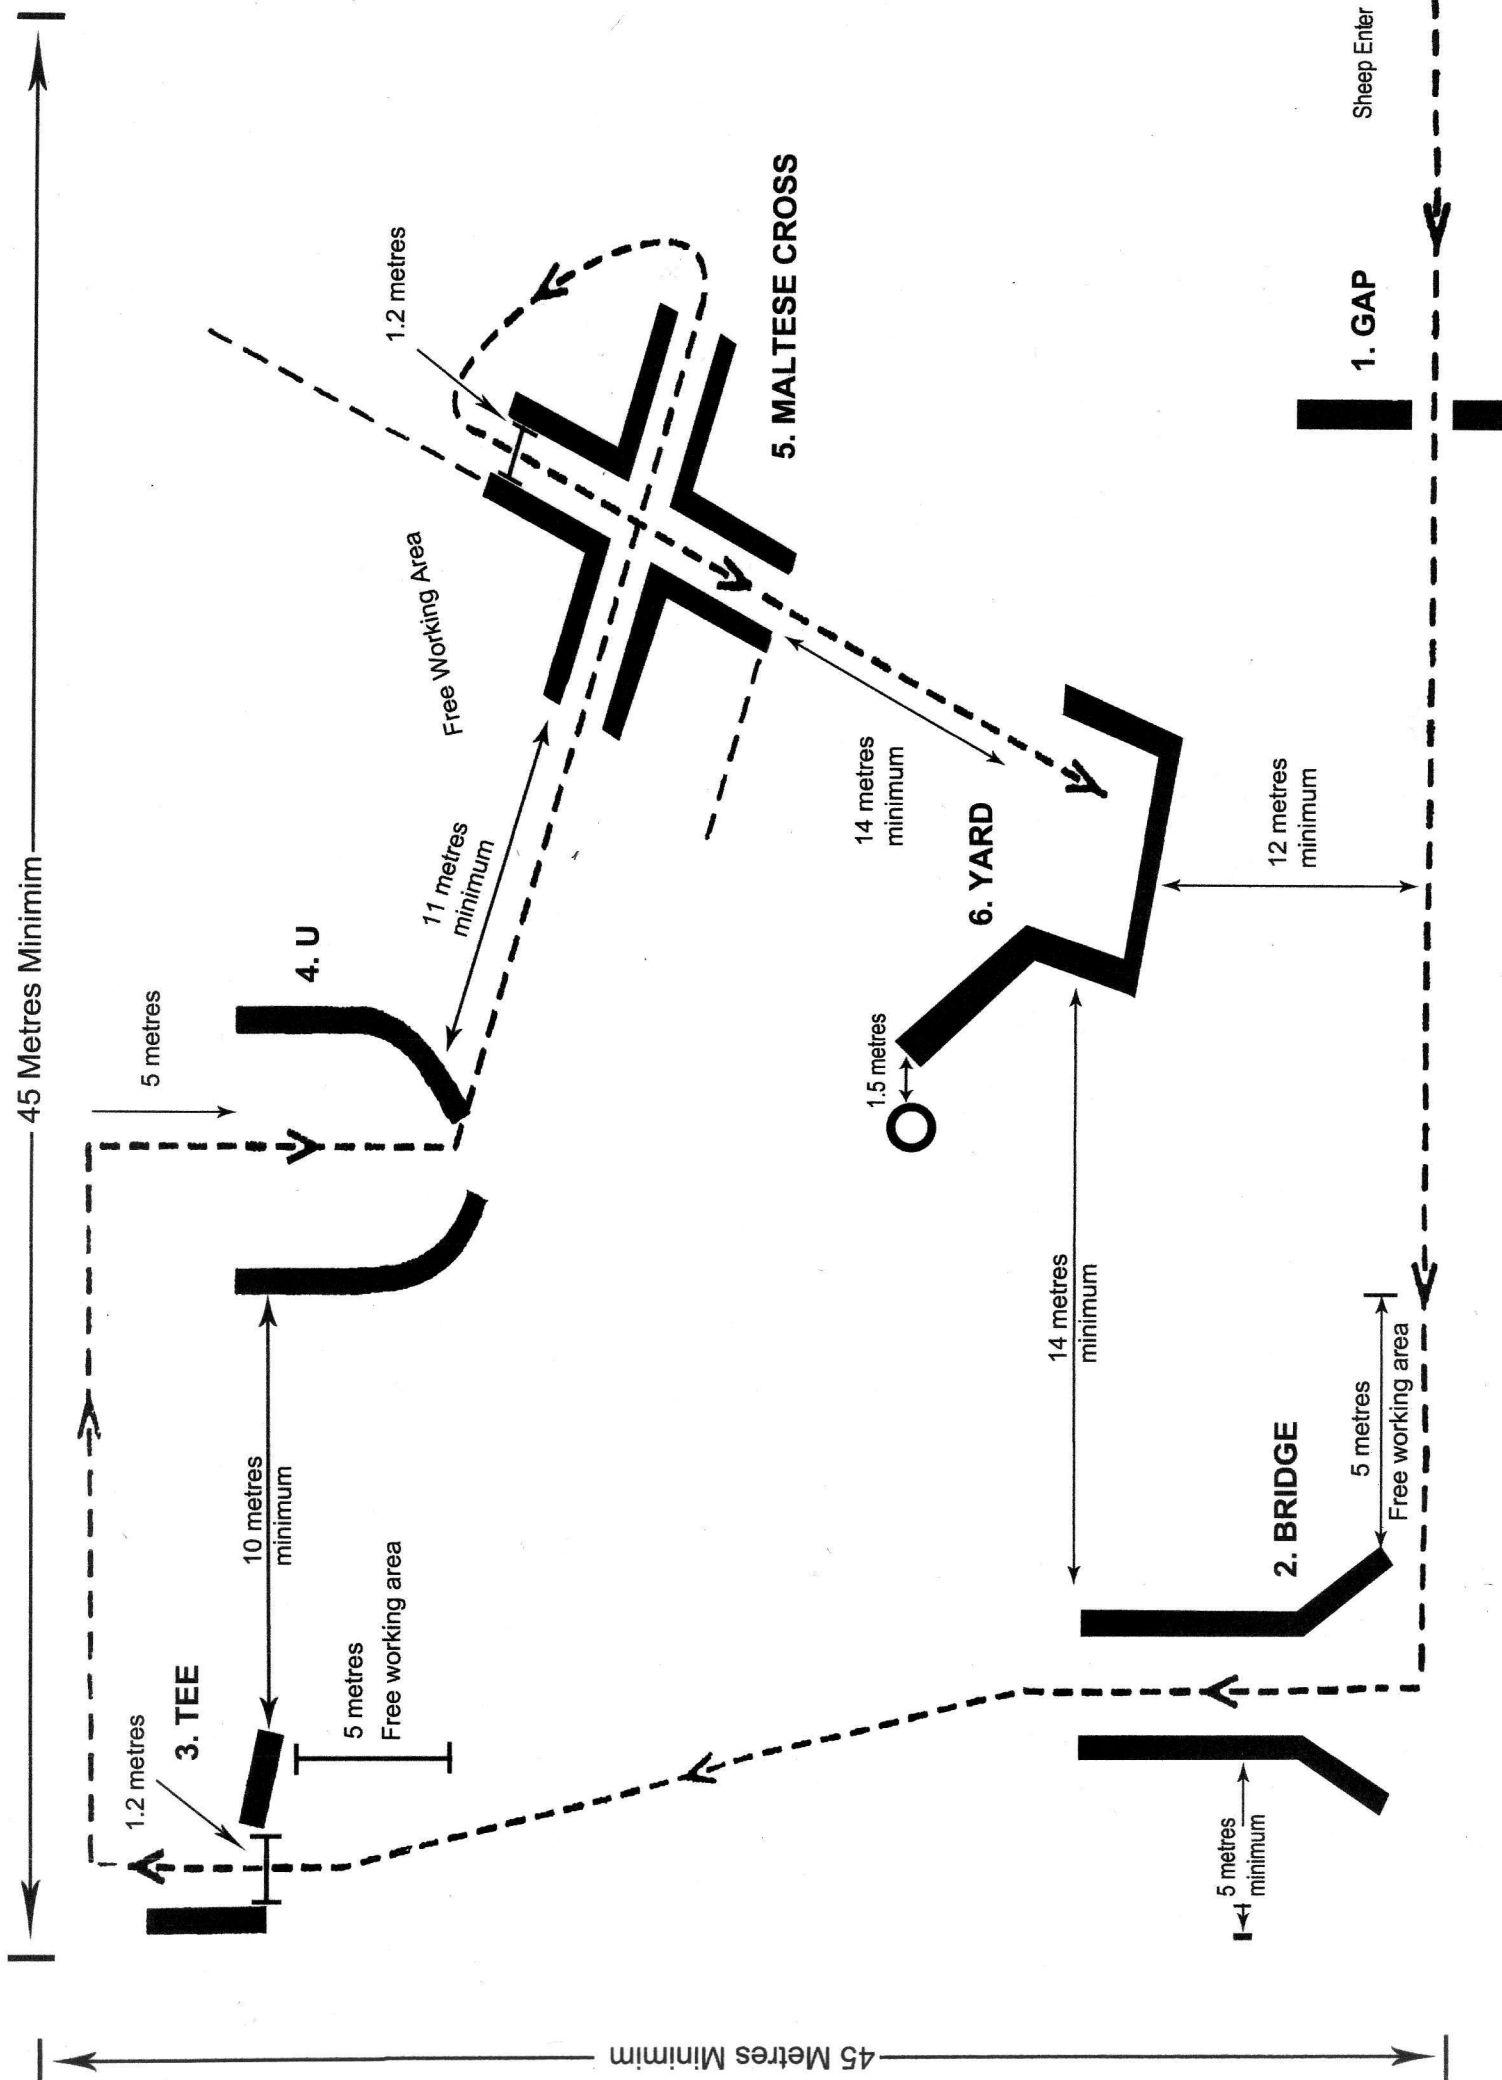 45 Metres Minimim
45 Metres Minimim
Sheep Enter
1. GAP
12 metres
minimum
2. BRIDGE
5 metres
Free working area
5 metres
minimum
14 metres
minimum
3. TEE
1.2 metres
5 metres
Free working area
10 metres
minimum
4. U
5 metres
11 metres
minimum
Free Working Area
5. MALTESE CROSS
1.2 metres
14 metres
minimum
6. YARD
1.5 metres